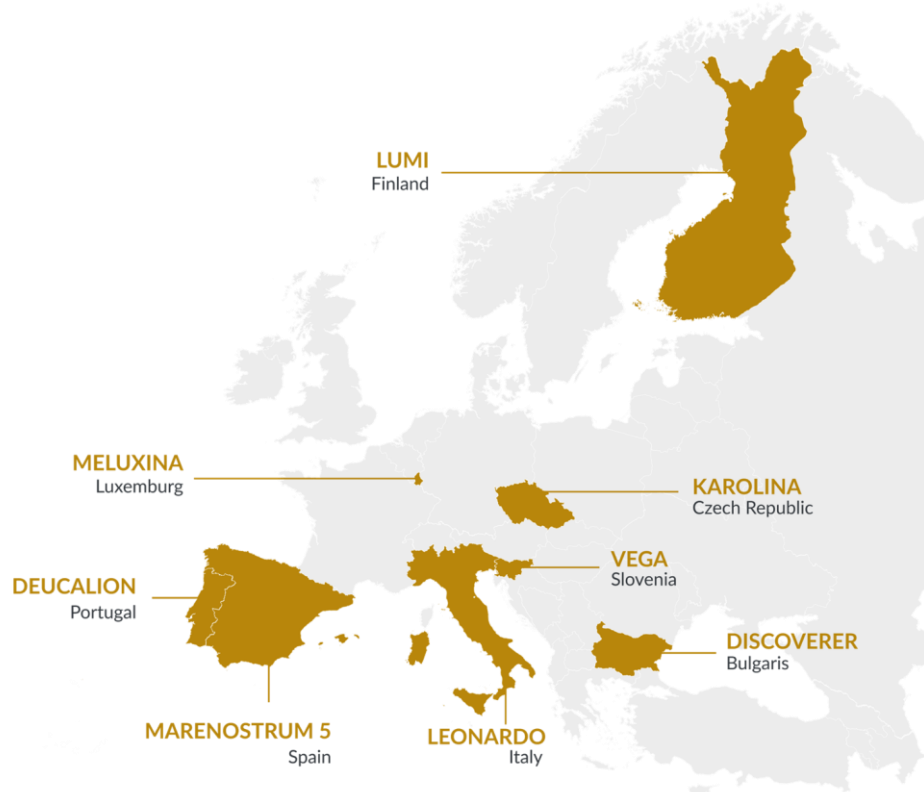 LUMI
Finland
MELUXINA
Luxemburg
KAROLINA
Czech Republic
VEGA
Slovenia
DEUCALION
Portugal
DISCOVERER
Bulgaris
MARENOSTRUM 5
Spain
LEONARDO
Italy